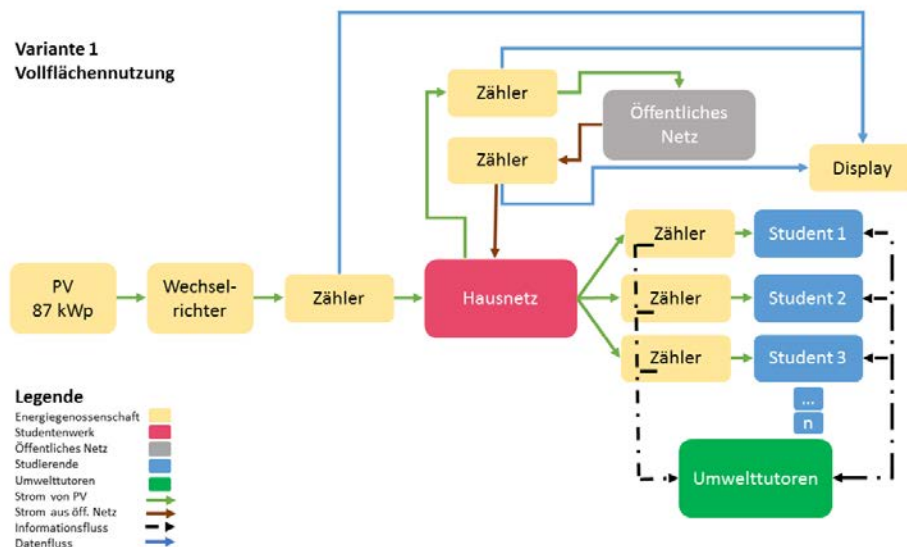 Variante 1
Vollflächennutzung
Zähler
Öffentliches
Netz
Zähler
Display
Zähler
Student 1
PV
87 kWp
Wechsel-
richter
Zähler
Hausnetz
Zähler
Student 2
Zähler
Student 3
...
n
Umwelttutoren
Legende
Energiegenossenschaft
Studentenwerk
Öffentliches Netz
Studierende
Umwelttutoren
Strom von PV
Strom aus öff. Netz
Informationsfluss
Datenfluss